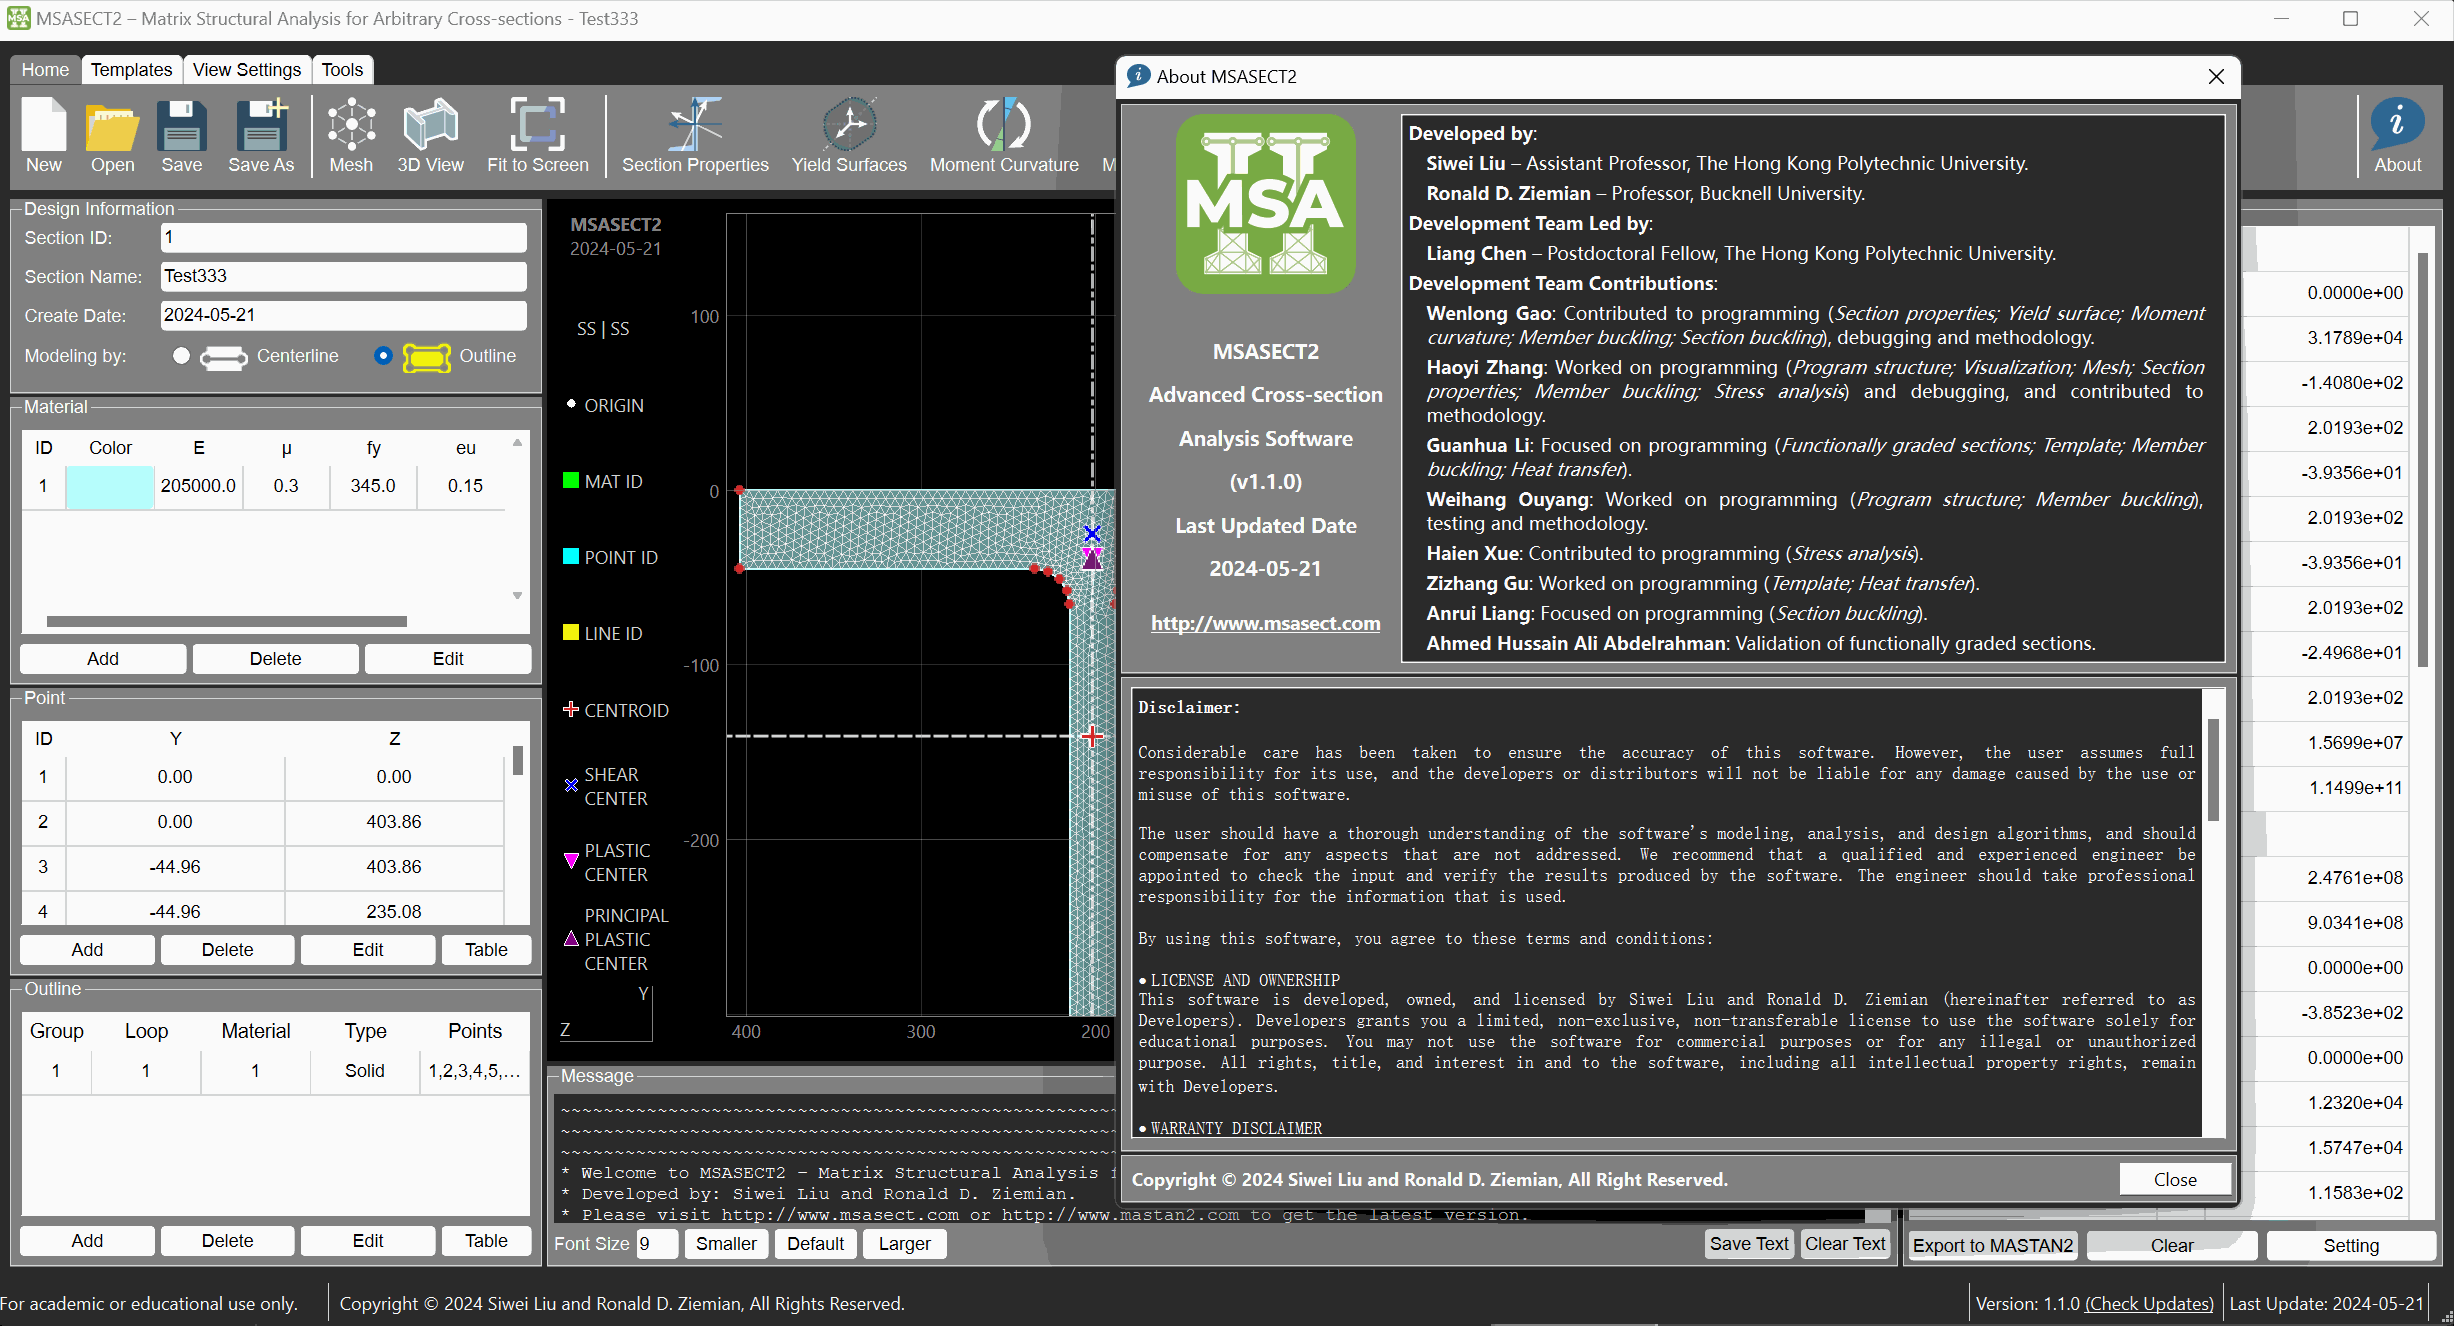 MSASECT2 – Matrix Structural Analysis for Arbitrary Cross-sections - Test333
Home
Templates
View Settings
Tools
New
Open
Save
Save As
Mesh
3D View
Fit to Screen
Section Properties
Yield Surfaces
Moment Curvature
About
Design Information
Section ID:
1
Section Name:
Test333
Create Date:
2024-05-21
Modeling by:
Centerline
Outline
Material
ID Color E μ fy eu
1 205000.0 0.3 345.0 0.15
Add
Delete
Edit
Point
ID Y Z
1 0.00 0.00
2 0.00 403.86
3 -44.96 403.86
4 -44.96 235.08
Add
Delete
Edit
Table
Outline
Group Loop Material Type Points
1 1 1 Solid 1,2,3,4,5,...
Add
Delete
Edit
Table
MSASECT2
2024-05-21
SS | SS
ORIGIN
MAT ID
POINT ID
LINE ID
CENTROID
SHEAR
CENTER
PLASTIC
CENTER
PRINCIPAL
PLASTIC
CENTER
Y
Z
100
0
-100
-200
400
300
200
Message
~~~~~~~~~~~~~~~~~~~~~~~~~~~~~~~~~~~~~~~~~~~~~~~~~~~~
~~~~~~~~~~~~~~~~~~~~~~~~~~~~~~~~~~~~~~~~~~~~~~~~~~~~
~~~~~~~~~~~~~~~~~~~~~~~~~~~~~~~~~~~~~~~~~~~~~~~~~~~~
* Welcome to MSASECT2 – Matrix Structural Analysis
* Developed by: Siwei Liu and Ronald D. Ziemian.
* Please visit http://www.msasect.com or http://www.mastan2.com to get the latest version.
Font Size
9
Smaller
Default
Larger
Save Text
Clear Text
About MSASECT2
MSA
MSASECT2
Advanced Cross-section
Analysis Software
(v1.1.0)
Last Updated Date
2024-05-21
http://www.msasect.com
Developed by:
Siwei Liu – Assistant Professor, The Hong Kong Polytechnic University.
Ronald D. Ziemian – Professor, Bucknell University.
Development Team Led by:
Liang Chen – Postdoctoral Fellow, The Hong Kong Polytechnic University.
Development Team Contributions:
Wenlong Gao: Contributed to programming (Section properties; Yield surface; Moment
curvature; Member buckling; Section buckling), debugging and methodology.
Haoyi Zhang: Worked on programming (Program structure; Visualization; Mesh; Section
properties; Member buckling; Stress analysis) and debugging, and contributed to
methodology.
Guanhua Li: Focused on programming (Functionally graded sections; Template; Member
buckling; Heat transfer).
Weihang Ouyang: Worked on programming (Program structure; Member buckling),
testing and methodology.
Haien Xue: Contributed to programming (Stress analysis).
Zizhang Gu: Worked on programming (Template; Heat transfer).
Anrui Liang: Focused on programming (Section buckling).
Ahmed Hussain Ali Abdelrahman: Validation of functionally graded sections.
Disclaimer:
Considerable care has been taken to ensure the accuracy of this software. However, the user assumes full
responsibility for its use, and the developers or distributors will not be liable for any damage caused by the use or
misuse of this software.
The user should have a thorough understanding of the software's modeling, analysis, and design algorithms, and should
compensate for any aspects that are not addressed. We recommend that a qualified and experienced engineer be
appointed to check the input and verify the results produced by the software. The engineer should take professional
responsibility for the information that is used.
By using this software, you agree to these terms and conditions:
● LICENSE AND OWNERSHIP
This software is developed, owned, and licensed by Siwei Liu and Ronald D. Ziemian (hereinafter referred to as
Developers). Developers grants you a limited, non-exclusive, non-transferable license to use the software solely for
educational purposes. You may not use the software for commercial purposes or for any illegal or unauthorized
purpose. All rights, title, and interest in and to the software, including all intellectual property rights, remain
with Developers.
● WARRANTY DISCLAIMER
Copyright © 2024 Siwei Liu and Ronald D. Ziemian, All Right Reserved.
Close
0.0000e+00
3.1789e+04
-1.4080e+02
2.0193e+02
-3.9356e+01
2.0193e+02
-3.9356e+01
2.0193e+02
-2.4968e+01
2.0193e+02
1.5699e+07
1.1499e+11
2.4761e+08
9.0341e+08
0.0000e+00
-3.8523e+02
0.0000e+00
1.2320e+04
1.5747e+04
1.1583e+02
Export to MASTAN2
Clear
Setting
For academic or educational use only.
Copyright © 2024 Siwei Liu and Ronald D. Ziemian, All Rights Reserved.
Version: 1.1.0 (Check Updates)
Last Update: 2024-05-21